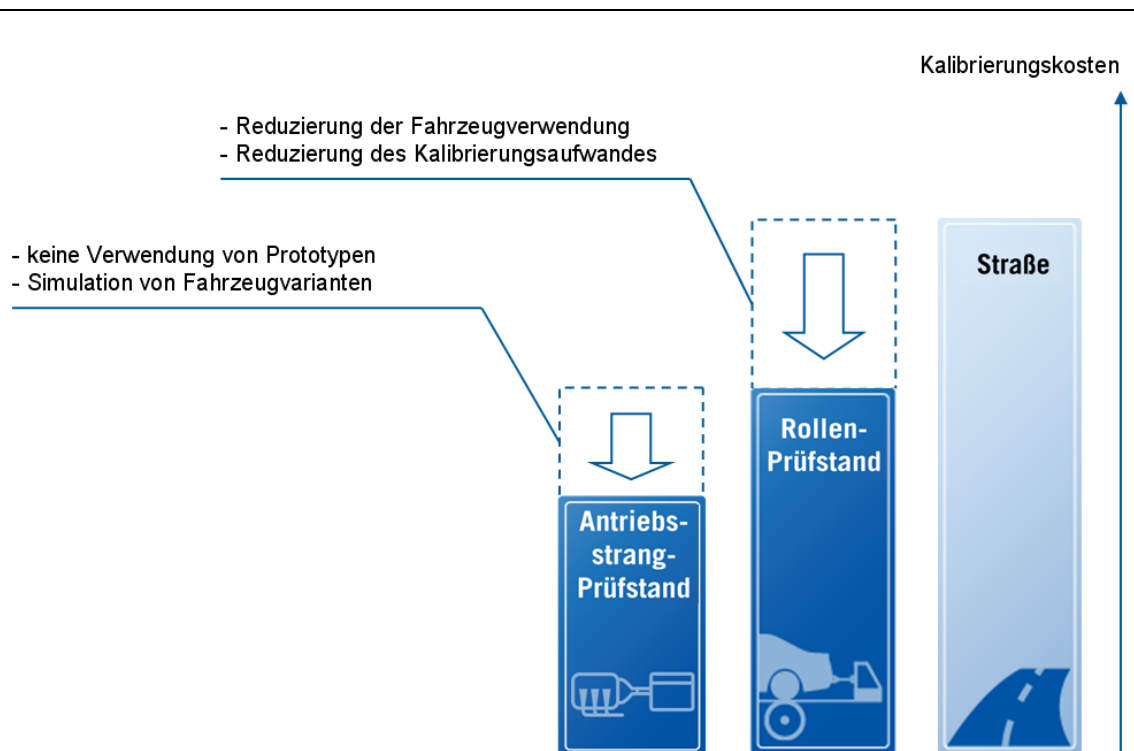 Kalibrierungskosten
- Reduzierung der Fahrzeugverwendung
- Reduzierung des Kalibrierungsaufwandes
- keine Verwendung von Prototypen
- Simulation von Fahrzeugvarianten
Straße
Rollen-
Prüfstand
Antriebs-
strang-
Prüfstand